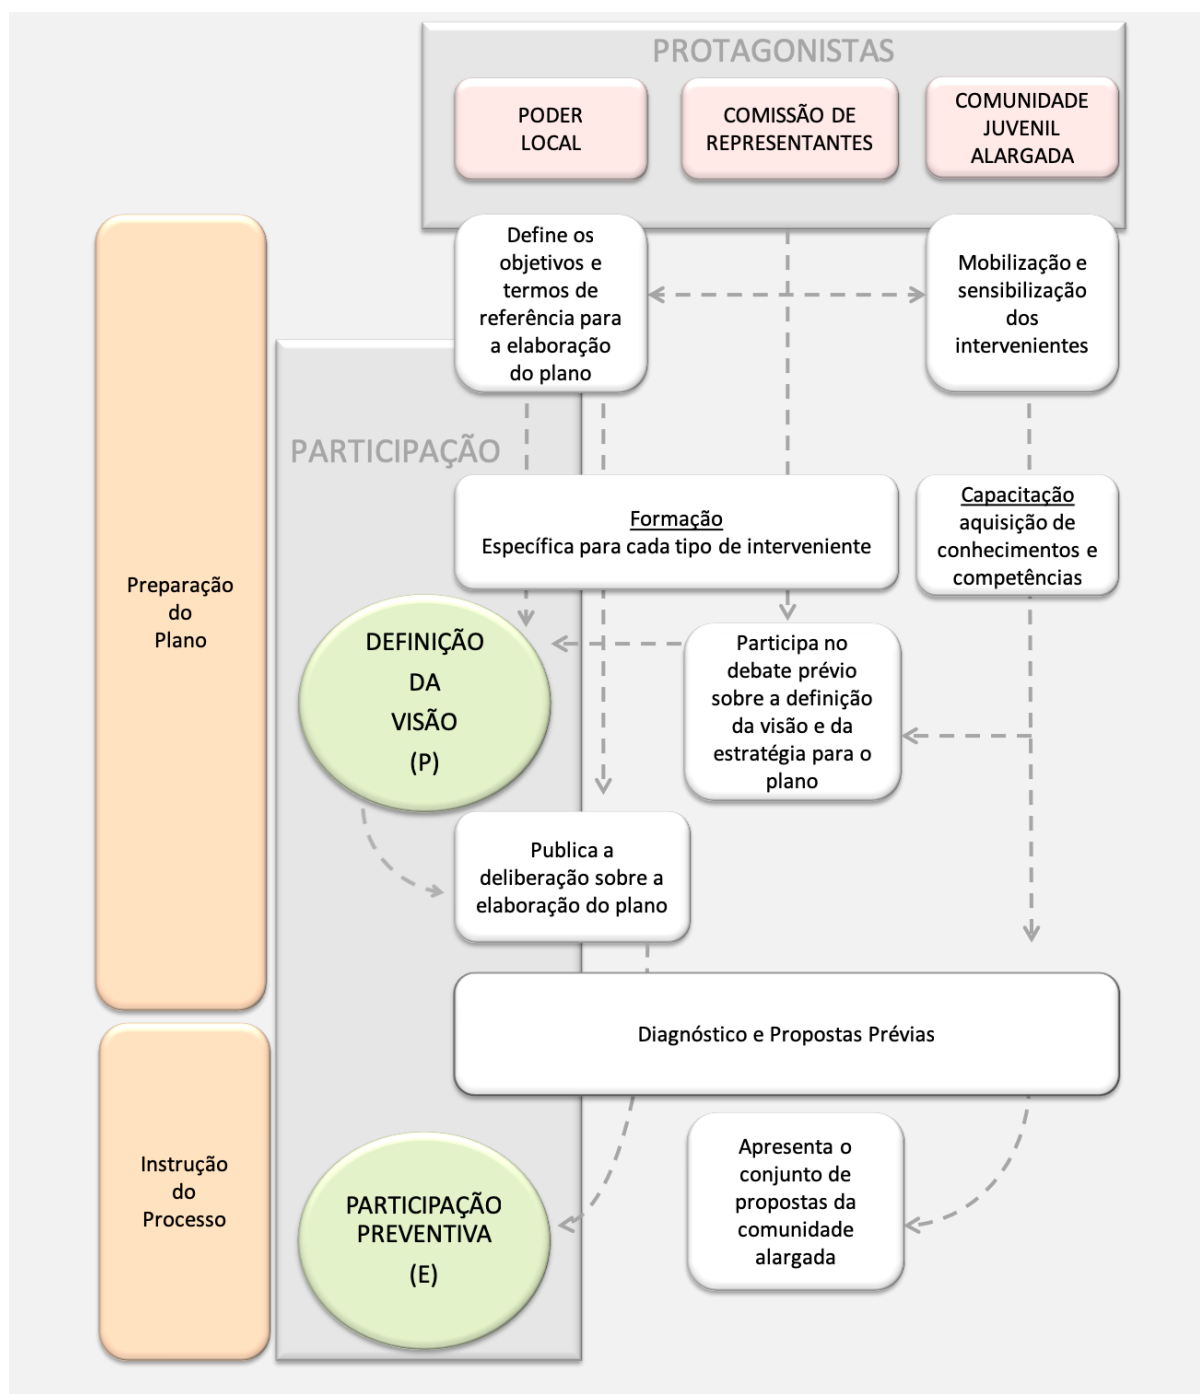 PROTAGONISTAS
PODER
LOCAL
COMISSÃO DE
REPRESENTANTES
COMUNIDADE
JUVENIL
ALARGADA
Define os
objetivos e
termos de
referência para
a elaboração
do plano
Mobilização e
sensibilização
dos
intervenientes
PARTICIPAÇÃO
Formação
Específica para cada tipo de interveniente
Capacitação
aquisição de
conhecimentos e
competências
Preparação
do
Plano
DEFINIÇÃO
DA
VISÃO
(P)
Participa no
debate prévio
sobre a definição
da visão e da
estratégia para o
plano
Publica a
deliberação sobre a
elaboração do plano
Diagnóstico e Propostas Prévias
Instrução
do
Processo
PARTICIPAÇÃO
PREVENTIVA
(E)
Apresenta o
conjunto de
propostas da
comunidade
alargada